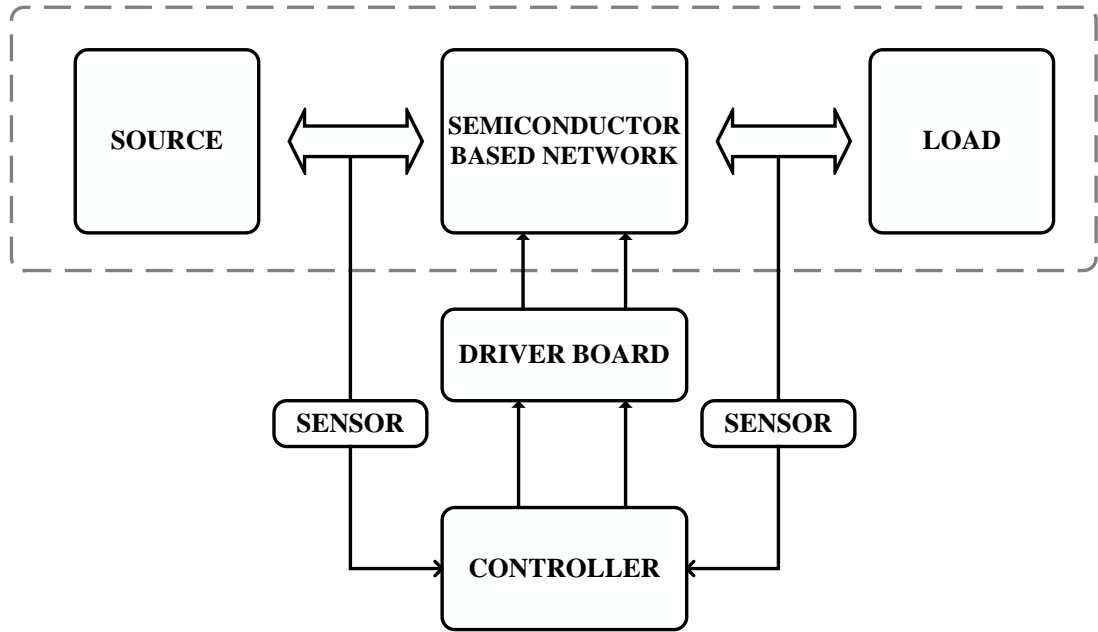 SOURCE
SEMICONDUCTOR
BASED NETWORK
LOAD
DRIVER BOARD
SENSOR
SENSOR
CONTROLLER